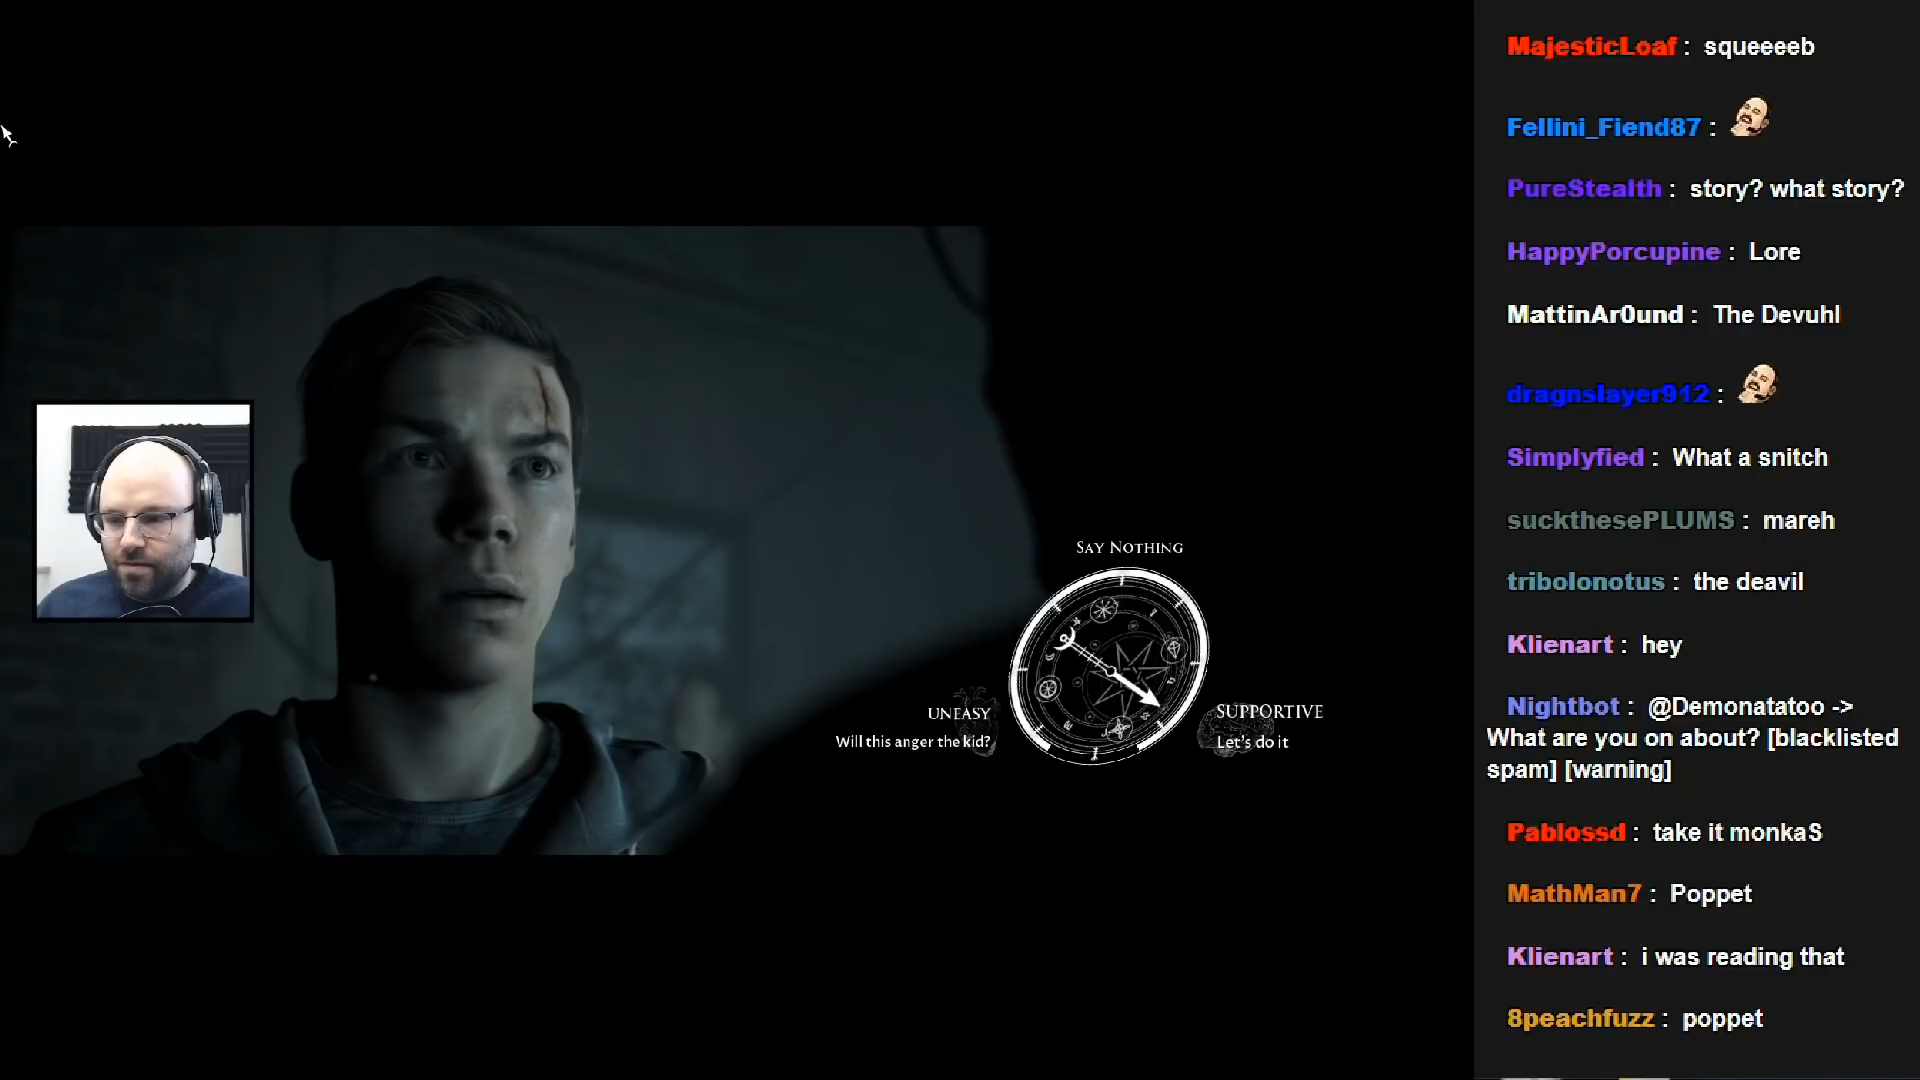 SAY NOTHING
UNEASY
Will this anger the kid?
SUPPORTIVE
Let's do it
MajesticLoaf : squeeeeb
Fellini_Fiend87 :
PureStealth : story? what story?
HappyPorcupine : Lore
MattinAr0und : The Devuhl
dragnslayer912 :
Simplyfied : What a snitch
suckthesePLUMS : mareh
tribolonotus : the deavil
Klienart : hey
Nightbot : @Demonatatoo ->
What are you on about? [blacklisted
spam] [warning]
Pablossd : take it monkaS
MathMan7 : Poppet
Klienart : i was reading that
8peachfuzz : poppet